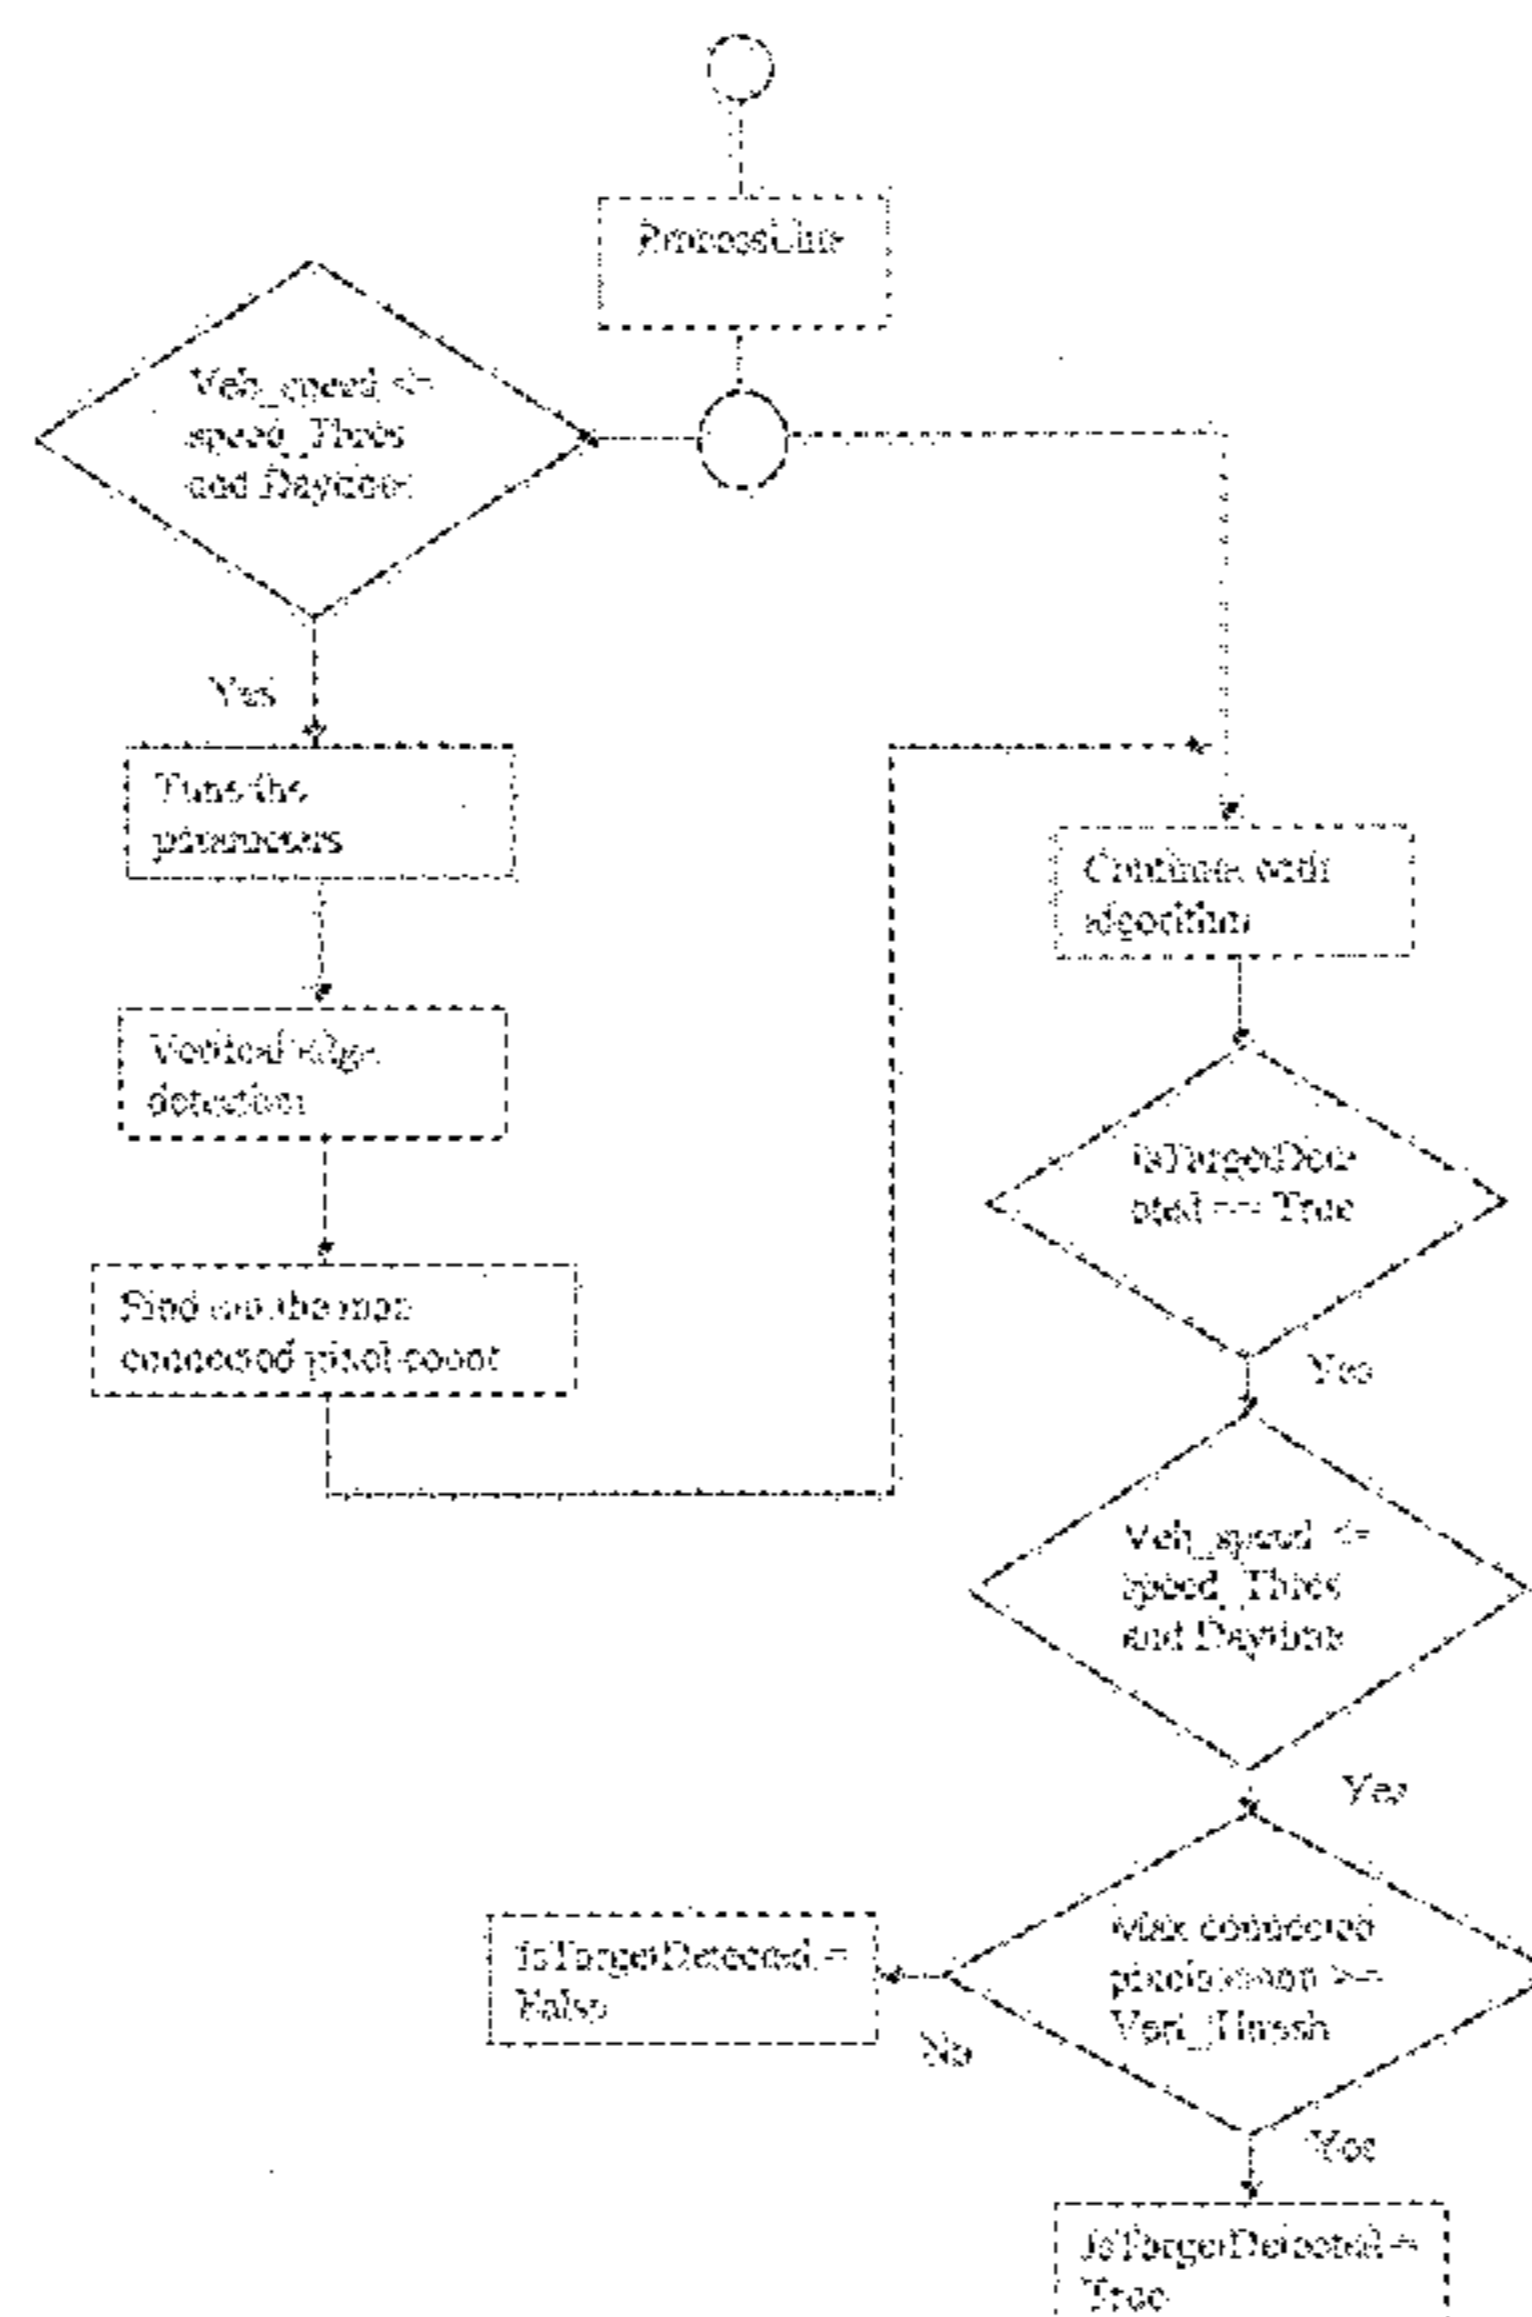 ProcessLine
Veh_speed <=
speed_Thres
and Daytime
Yes
Tune the
parameters
Vertical edge
detection
Find out the max
connected pixel count
Continue with
algorithm
isTargetDete
cted == True
Yes
Veh_speed <=
speed_Thres
and Daytime
Yes
Max connected
pixels count >=
Vert_Thresh
No
isTargetDetected =
False
Yes
isTargetDetected =
True